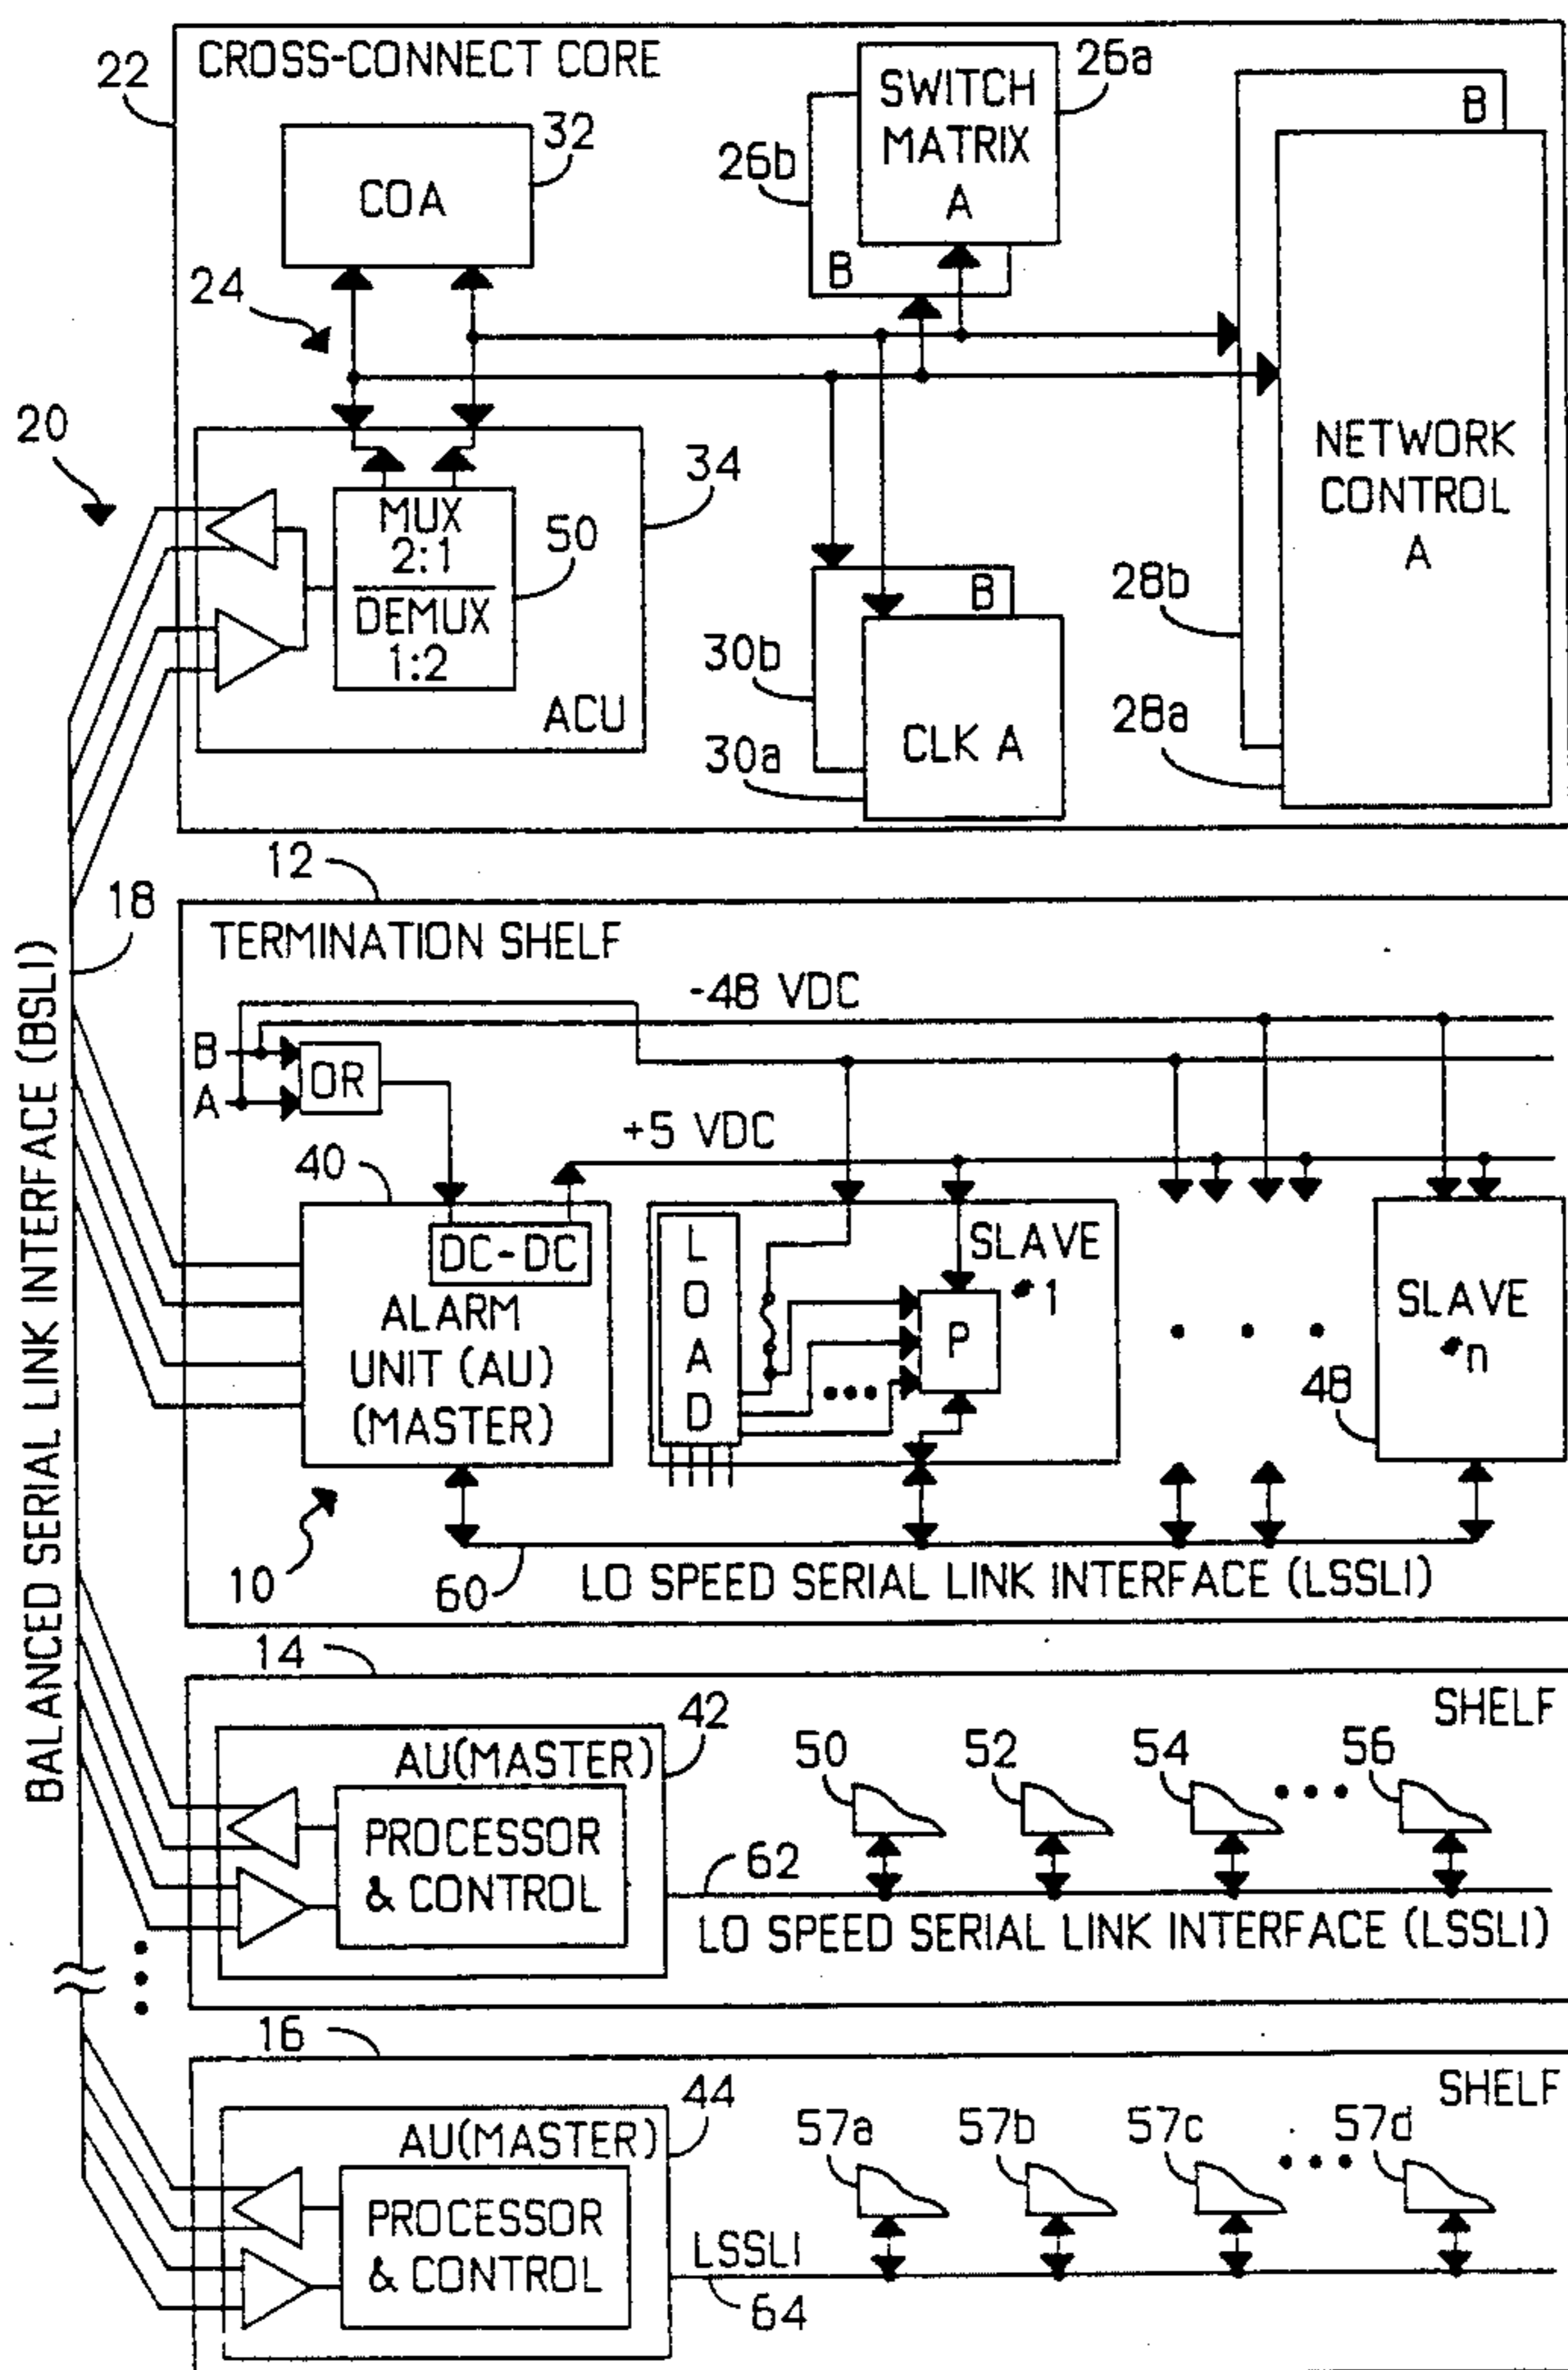 22
CROSS-CONNECT CORE
32
COA
24
26a
SWITCH
MATRIX
A
26b
B
B
NETWORK
CONTROL
A
28b
28a
20
34
MUX
2:1
DEMUX
1:2
50
ACU
B
30b
30a
CLK A
12
18
BALANCED SERIAL LINK INTERFACE (BSLI)
TERMINATION SHELF
-48 VDC
B
A
OR
+5 VDC
40
DC-DC
ALARM
UNIT (AU)
(MASTER)
LOAD
SLAVE
#1
P
SLAVE
#n
48
10
60
LO SPEED SERIAL LINK INTERFACE (LSSLI)
14
SHELF
42
AU(MASTER)
PROCESSOR
& CONTROL
50
52
54
56
62
LO SPEED SERIAL LINK INTERFACE (LSSLI)
16
SHELF
44
AU(MASTER)
PROCESSOR
& CONTROL
57a
57b
57c
57d
LSSLI
64